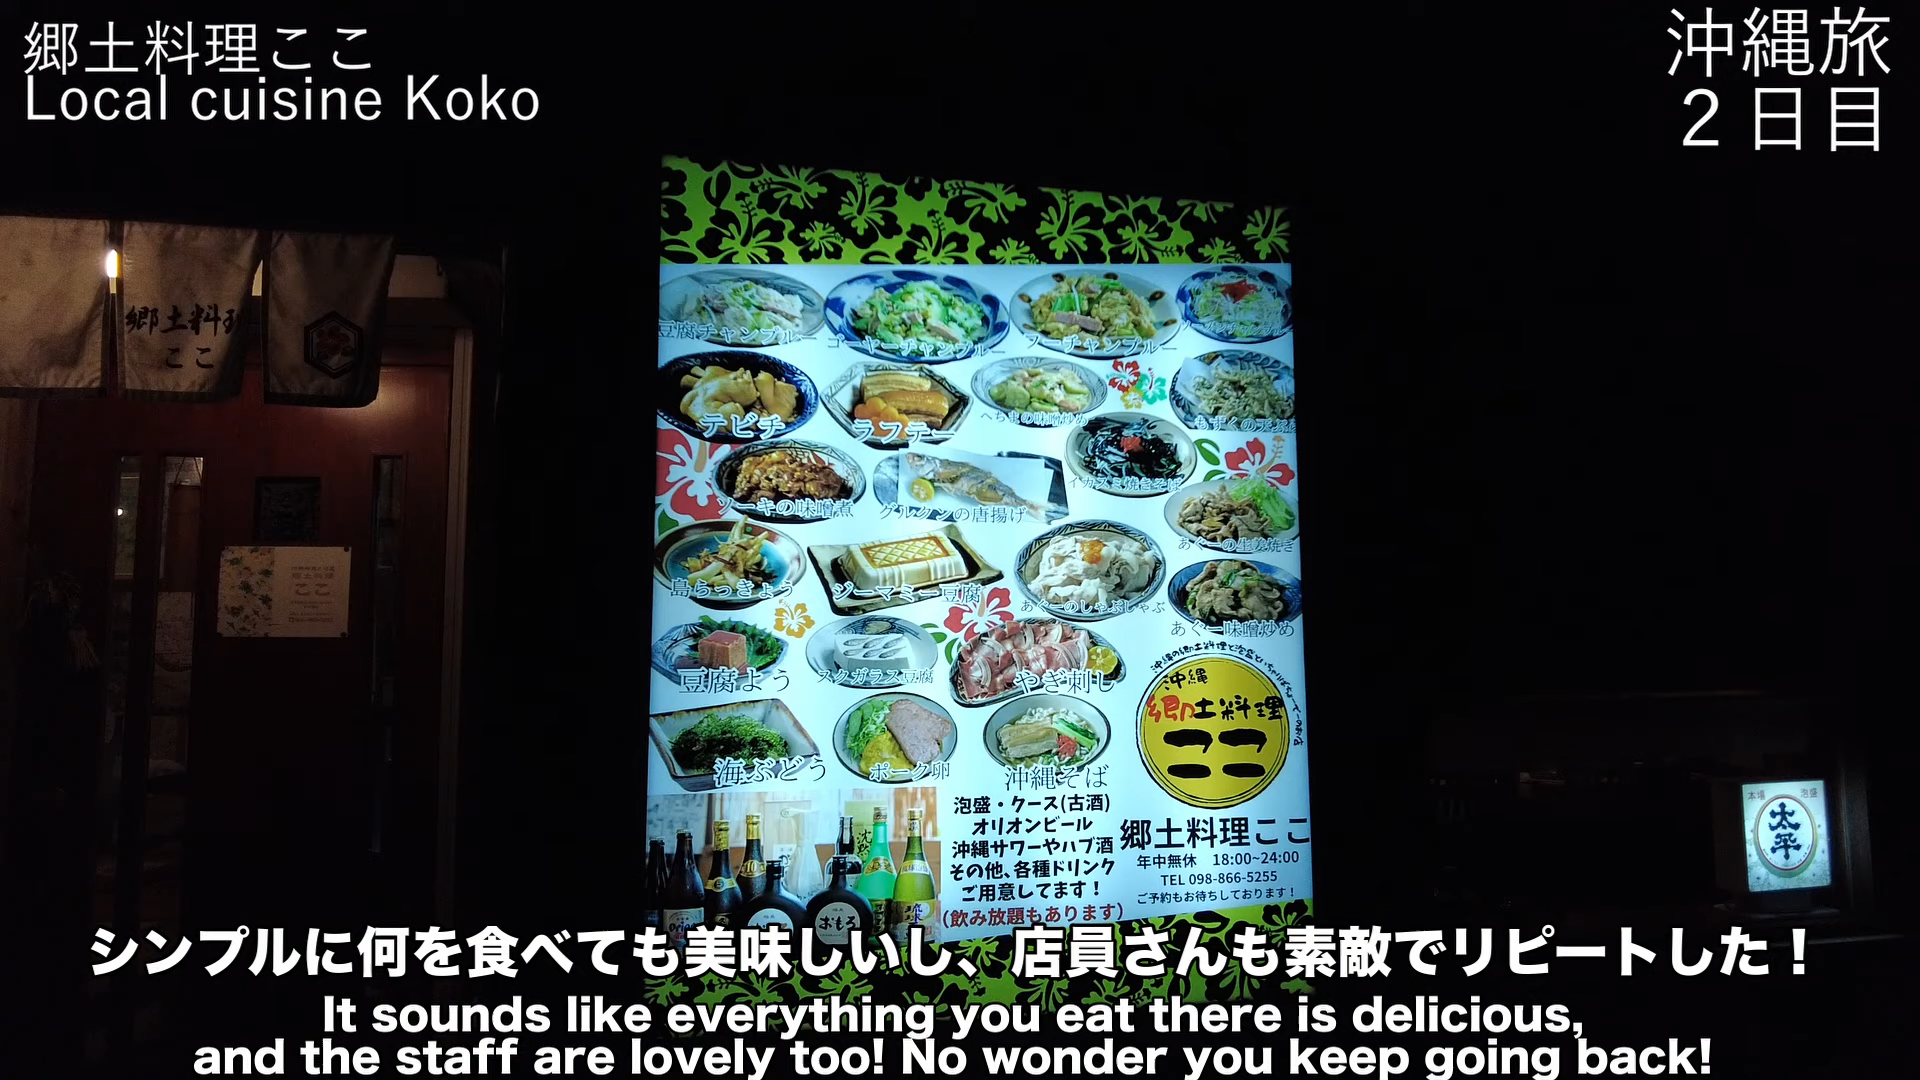 郷土料理ここ
Local cuisine Koko
沖縄旅
２日目
郷土料理
ここ
豆腐チャンプルー
ゴーヤーチャンプルー
フーチャンプルー
テビチ
ラフテー
へちまの味噌炒め
もずくの天ぷら
ソーキの味噌煮
グルクンの唐揚げ
イカスミ焼きそば
あぐーの生姜焼き
島らっきょう
ジーマミー豆腐
あぐーのしゃぶしゃぶ
あぐー味噌炒め
豆腐よう
スクガラス豆腐
やぎ刺し
海ぶどう
ポーク卵
沖縄そば
沖縄
郷土料理
ここ
泡盛・クース(古酒)
オリオンビール
沖縄サワーやハブ酒
その他、各種ドリンク
ご用意してます！
(飲み放題もあります)
郷土料理ここ
年中無休　18:00~24:00
TEL 098-866-5255
ご予約もお待ちしております！
おもろ
本場 泡盛
太平
シンプルに何を食べても美味しいし、店員さんも素敵でリピートした！
It sounds like everything you eat there is delicious,
and the staff are lovely too! No wonder you keep going back!